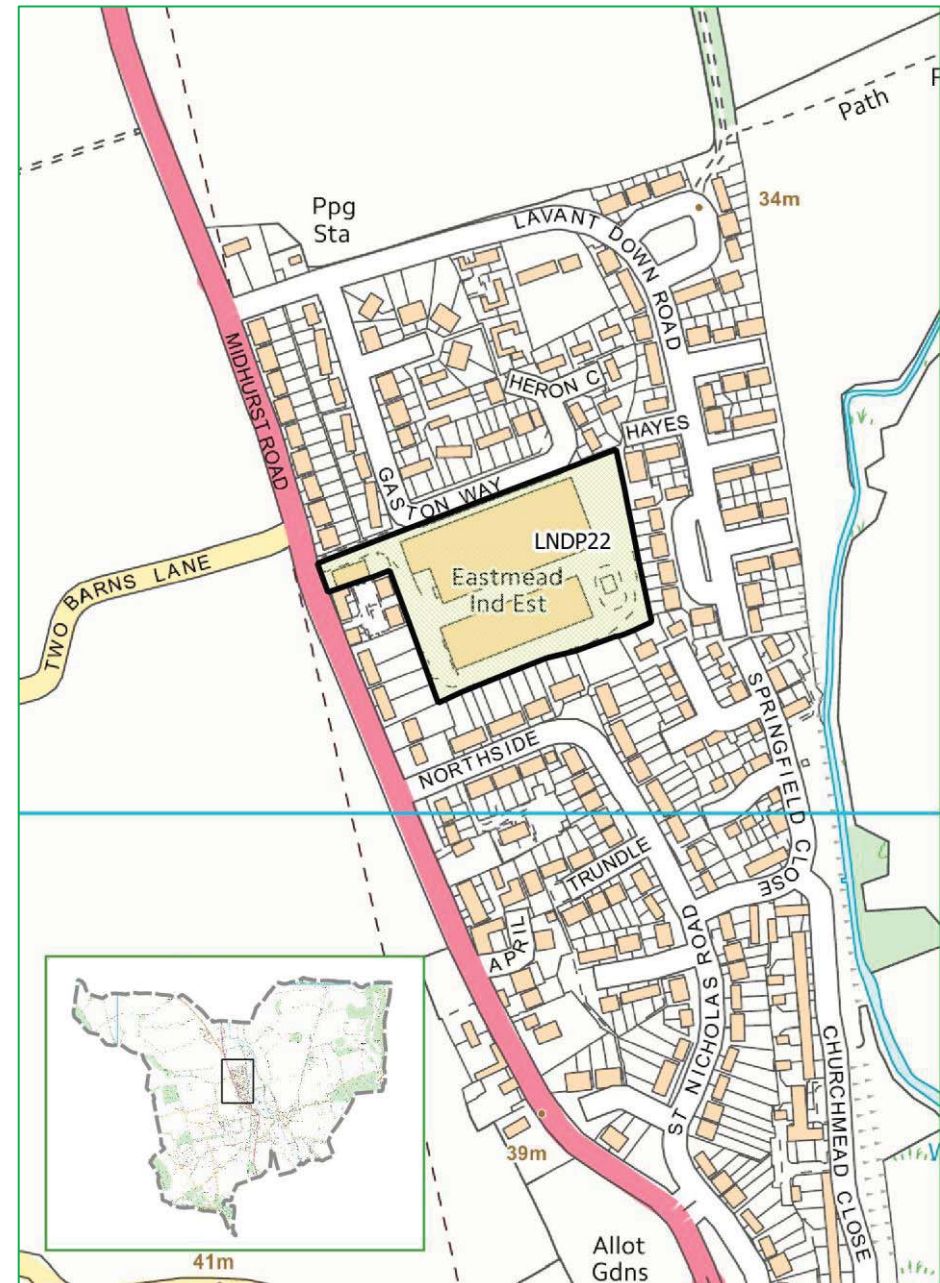 Path
F
34m
Ppg
Sta
LAVANT DOWN ROAD
MIDHURST ROAD
HERON C
HAYES
GASTON WAY
LNDP22
Eastmead
Ind Est
TWO BARNS LANE
NORTHSIDE
SPRINGFIELD CLOSE
TRUNDLE
APRIL
ST NICHOLAS ROAD
CHURCHMEAD CLOSE
39m
W
41m
Allot
Gdns